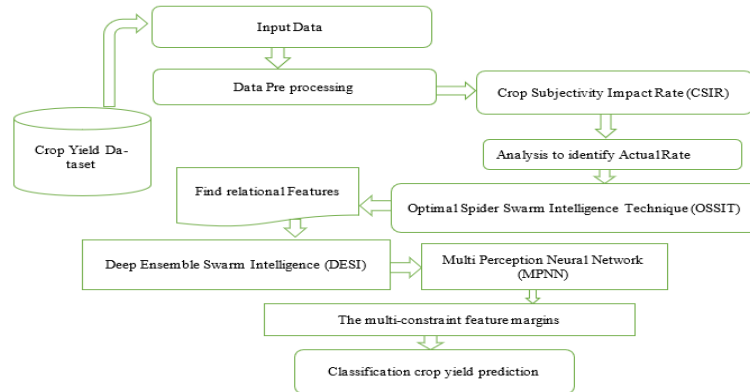 Input Data
Data Pre processing
Crop Subjectivity Impact Rate (CSIR)
Crop Yield Da-
taset
Analysis to identify Actual Rate
Find relational Features
Optimal Spider Swarm Intelligence Technique (OSSIT)
Deep Ensemble Swarm Intelligence (DESI)
Multi Perception Neural Network
(MPNN)
The multi-constraint feature margins
Classification crop yield prediction